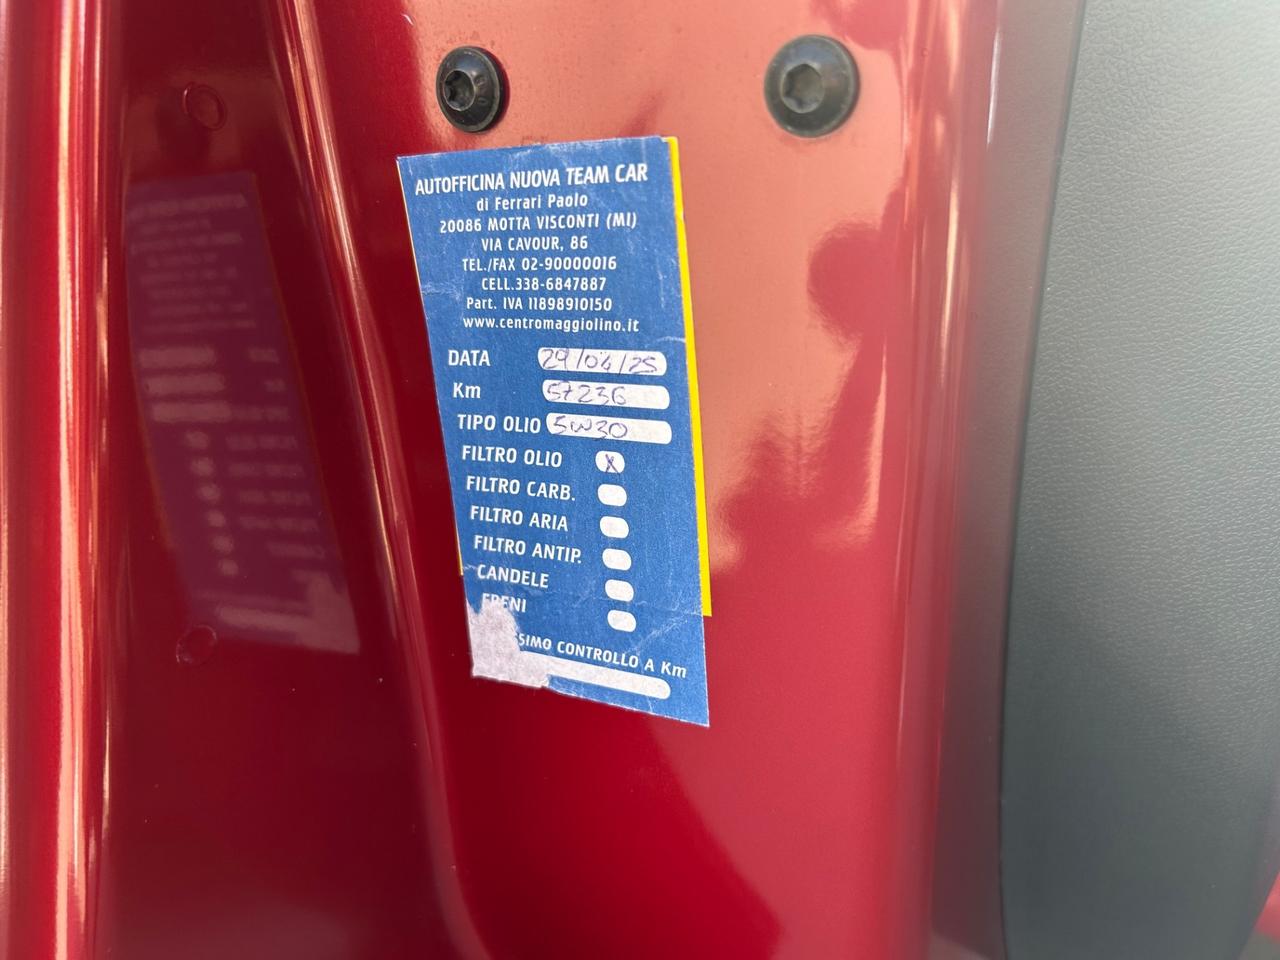 AUTOFFICINA NUOVA TEAM CAR
di Ferrari Paolo
20086 MOTTA VISCONTI (MI)
VIA CAVOUR, 86
TEL./FAX 02-90000016
CELL.338-6847887
Part. IVA 11898910150
www.centromaggiolino.it
DATA 29/04/25
Km 57236
TIPO OLIO 5W30
FILTRO OLIO X
FILTRO CARB.
FILTRO ARIA
FILTRO ANTIP.
CANDELE
FRENI
SIMO CONTROLLO A Km